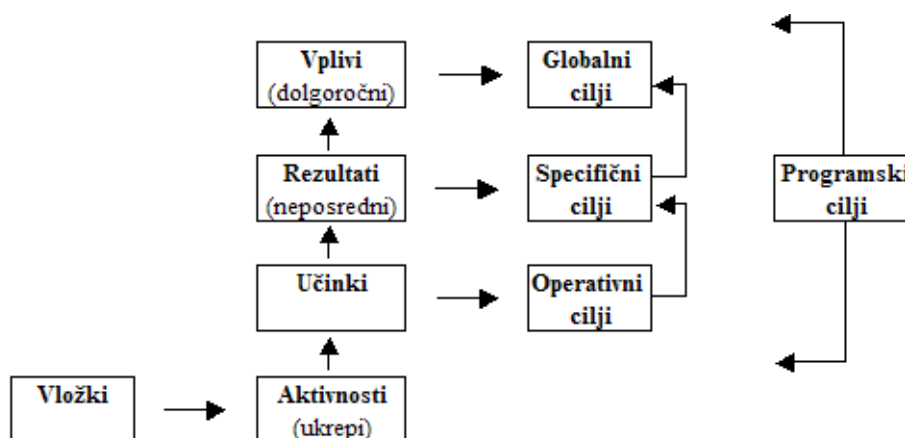 Vplivi
(dolgoročni)
Globalni
cilji
Rezultati
(neposredni)
Specifični
cilji
Programski
cilji
Učinki
Operativni
cilji
Vložki
Aktivnosti
(ukrepi)